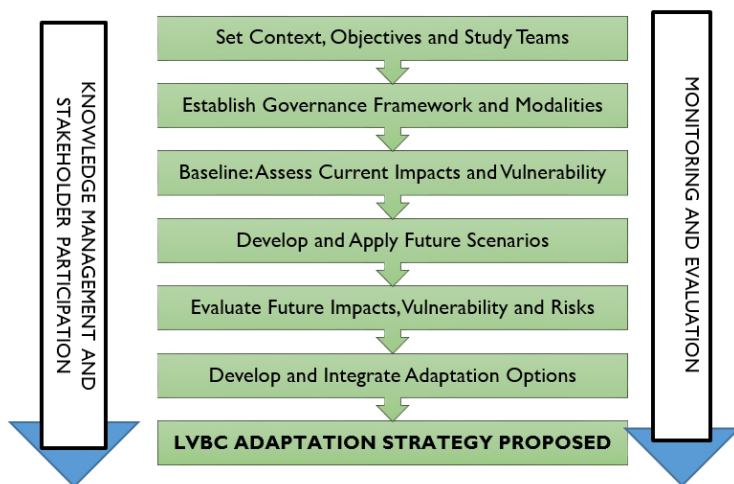 KNOWLEDGE MANAGEMENT AND
STAKEHOLDER PARTICIPATION
Set Context, Objectives and Study Teams
Establish Governance Framework and Modalities
Baseline: Assess Current Impacts and Vulnerability
Develop and Apply Future Scenarios
Evaluate Future Impacts, Vulnerability and Risks
Develop and Integrate Adaptation Options
LVBC ADAPTATION STRATEGY PROPOSED
MONITORING AND EVALUATION